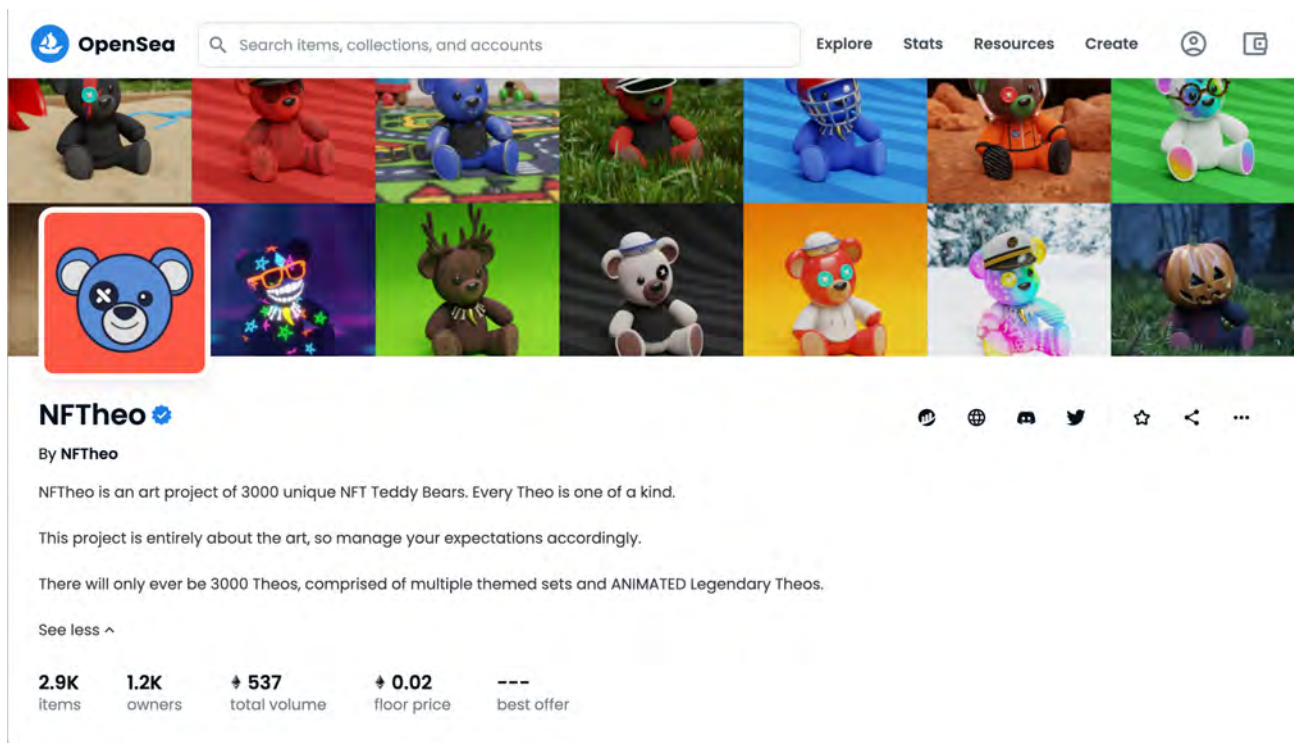 OpenSea
Search items, collections, and accounts
Explore Stats Resources Create
NFTheo
By NFTheo
NFTheo is an art project of 3000 unique NFT Teddy Bears. Every Theo is one of a kind.
This project is entirely about the art, so manage your expectations accordingly.
There will only ever be 3000 Theos, comprised of multiple themed sets and ANIMATED Legendary Theos.
See less
2.9K 1.2K 537 0.02 ---
items owners total volume floor price best offer